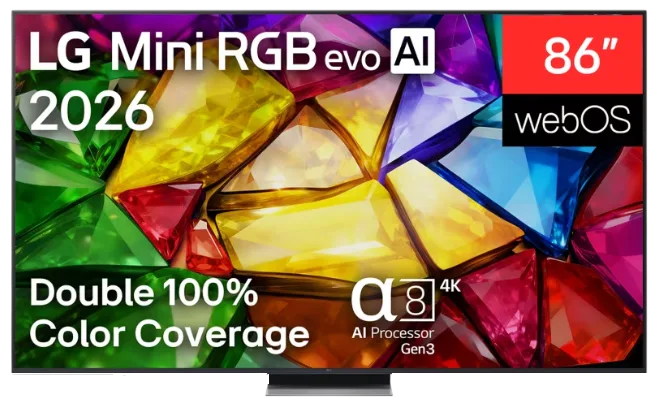 LG Mini RGB evo AI
2026
86”
webOS
Double 100%
Color Coverage
α8 4K
AI Processor
Gen3